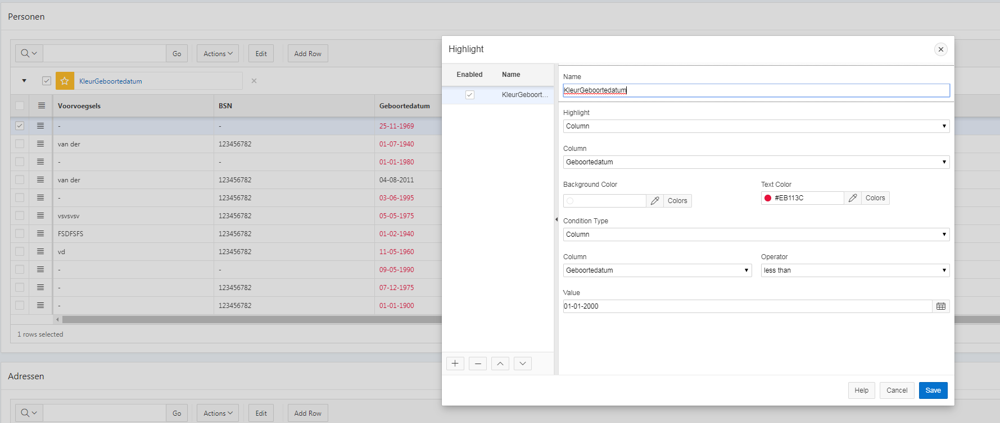 Personen
Go
Actions
Edit
Add Row
KleurGeboortedatum
Voorvoegsels BSN Geboortedatum
- - 25-11-1969
van der 123456782 01-07-1940
- - 01-01-1980
van der 123456782 04-08-2011
- 123456782 03-06-1995
vsvsvsv 123456782 05-05-1975
FSDFSFS 123456782 01-02-1940
vd 123456782 11-05-1960
- - 09-05-1990
- 123456782 07-12-1975
- 123456782 01-01-1900
1 rows selected
Adressen
Go
Actions
Edit
Add Row
Highlight
Enabled Name
KleurGeboort...
Name
KleurGeboortedatum
Highlight
Column
Column
Geboortedatum
Background Color Text Color
Colors #EB113C Colors
Condition Type
Column
Column Operator
Geboortedatum less than
Value
01-01-2000
Help Cancel Save